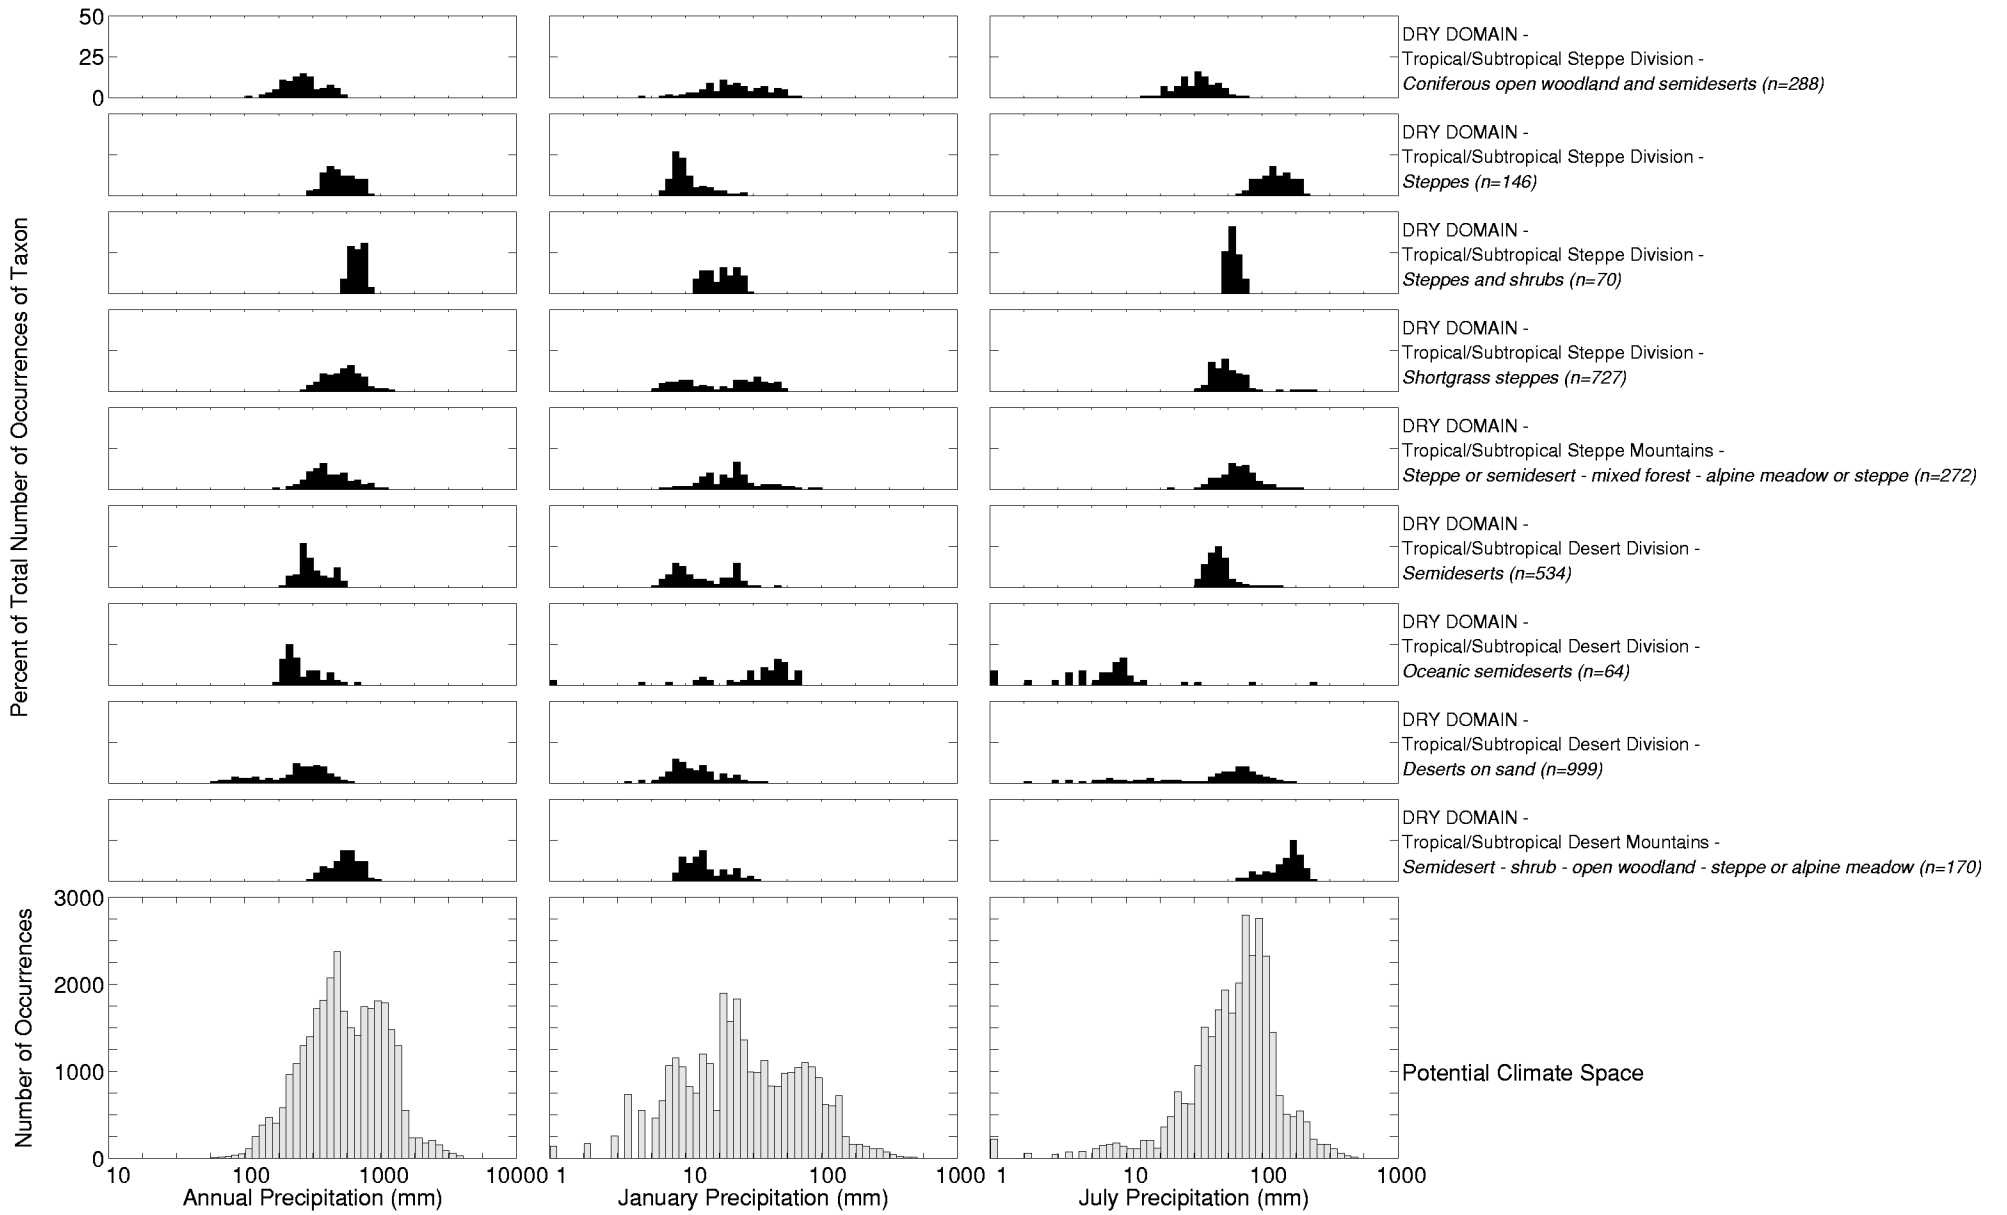 50
25
0
DRY DOMAIN -
Tropical/Subtropical Steppe Division -
Coniferous open woodland and semideserts (n=288)
DRY DOMAIN -
Tropical/Subtropical Steppe Division -
Steppes (n=146)
DRY DOMAIN -
Tropical/Subtropical Steppe Division -
Steppes and shrubs (n=70)
DRY DOMAIN -
Tropical/Subtropical Steppe Division -
Shortgrass steppes (n=727)
DRY DOMAIN -
Tropical/Subtropical Steppe Mountains -
Steppe or semidesert - mixed forest - alpine meadow or steppe (n=272)
DRY DOMAIN -
Tropical/Subtropical Desert Division -
Semideserts (n=534)
DRY DOMAIN -
Tropical/Subtropical Desert Division -
Oceanic semideserts (n=64)
DRY DOMAIN -
Tropical/Subtropical Desert Division -
Deserts on sand (n=999)
DRY DOMAIN -
Tropical/Subtropical Desert Mountains -
Semidesert - shrub - open woodland - steppe or alpine meadow (n=170)
Percent of Total Number of Occurrences of Taxon
3000
2000
1000
0
Number of Occurrences
Potential Climate Space
10 100 1000 10000
1 10 100 1000
1 10 100 1000
Annual Precipitation (mm)
January Precipitation (mm)
July Precipitation (mm)